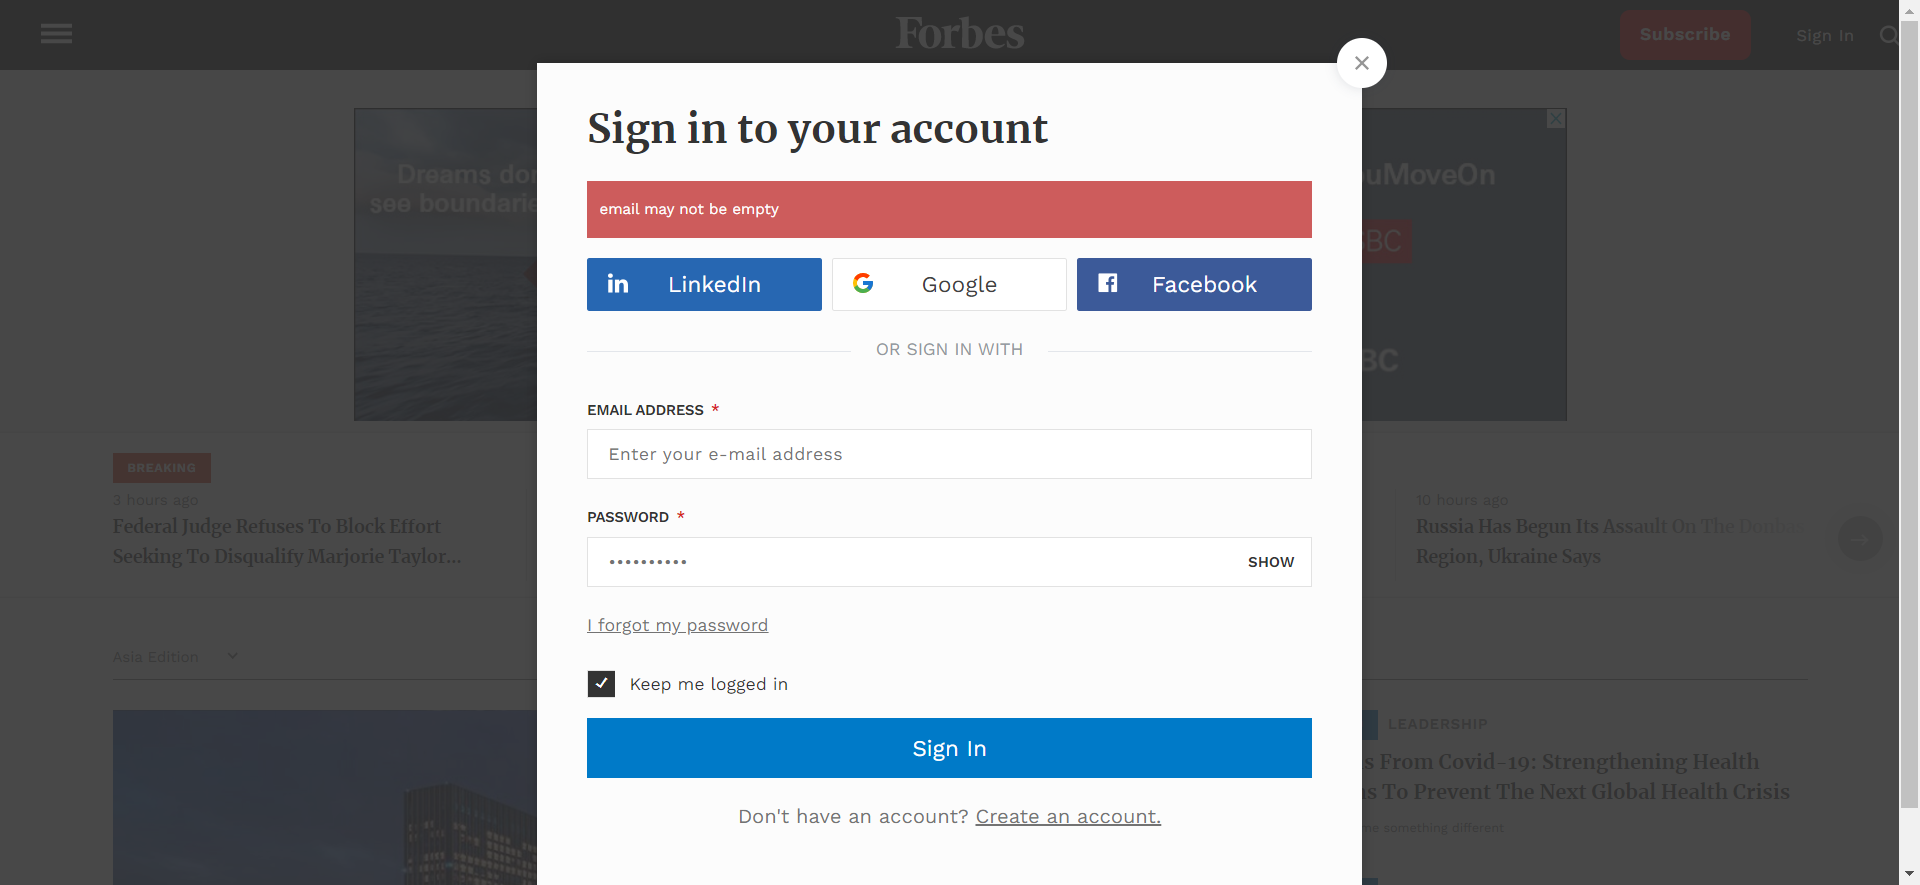 Forbes
Subscribe
Sign In
Sign in to your account
email may not be empty
LinkedIn
Google
Facebook
OR SIGN IN WITH
EMAIL ADDRESS *
Enter your e-mail address
PASSWORD *
••••••••••
SHOW
I forgot my password
Keep me logged in
Sign In
Don't have an account? Create an account.
Dreams don
see boundarie
uMoveOn
BC
BC
BREAKING
3 hours ago
Federal Judge Refuses To Block Effort
Seeking To Disqualify Marjorie Taylor...
10 hours ago
Russia Has Begun Its Assault On The Donbas
Region, Ukraine Says
Asia Edition
LEADERSHIP
s From Covid-19: Strengthening Health
s To Prevent The Next Global Health Crisis
something different